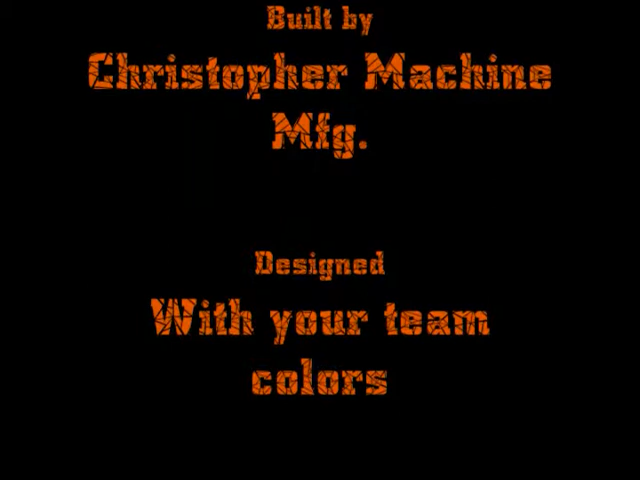 Built by
Christopher Machine
Mfg.
Designed
With your team
colors